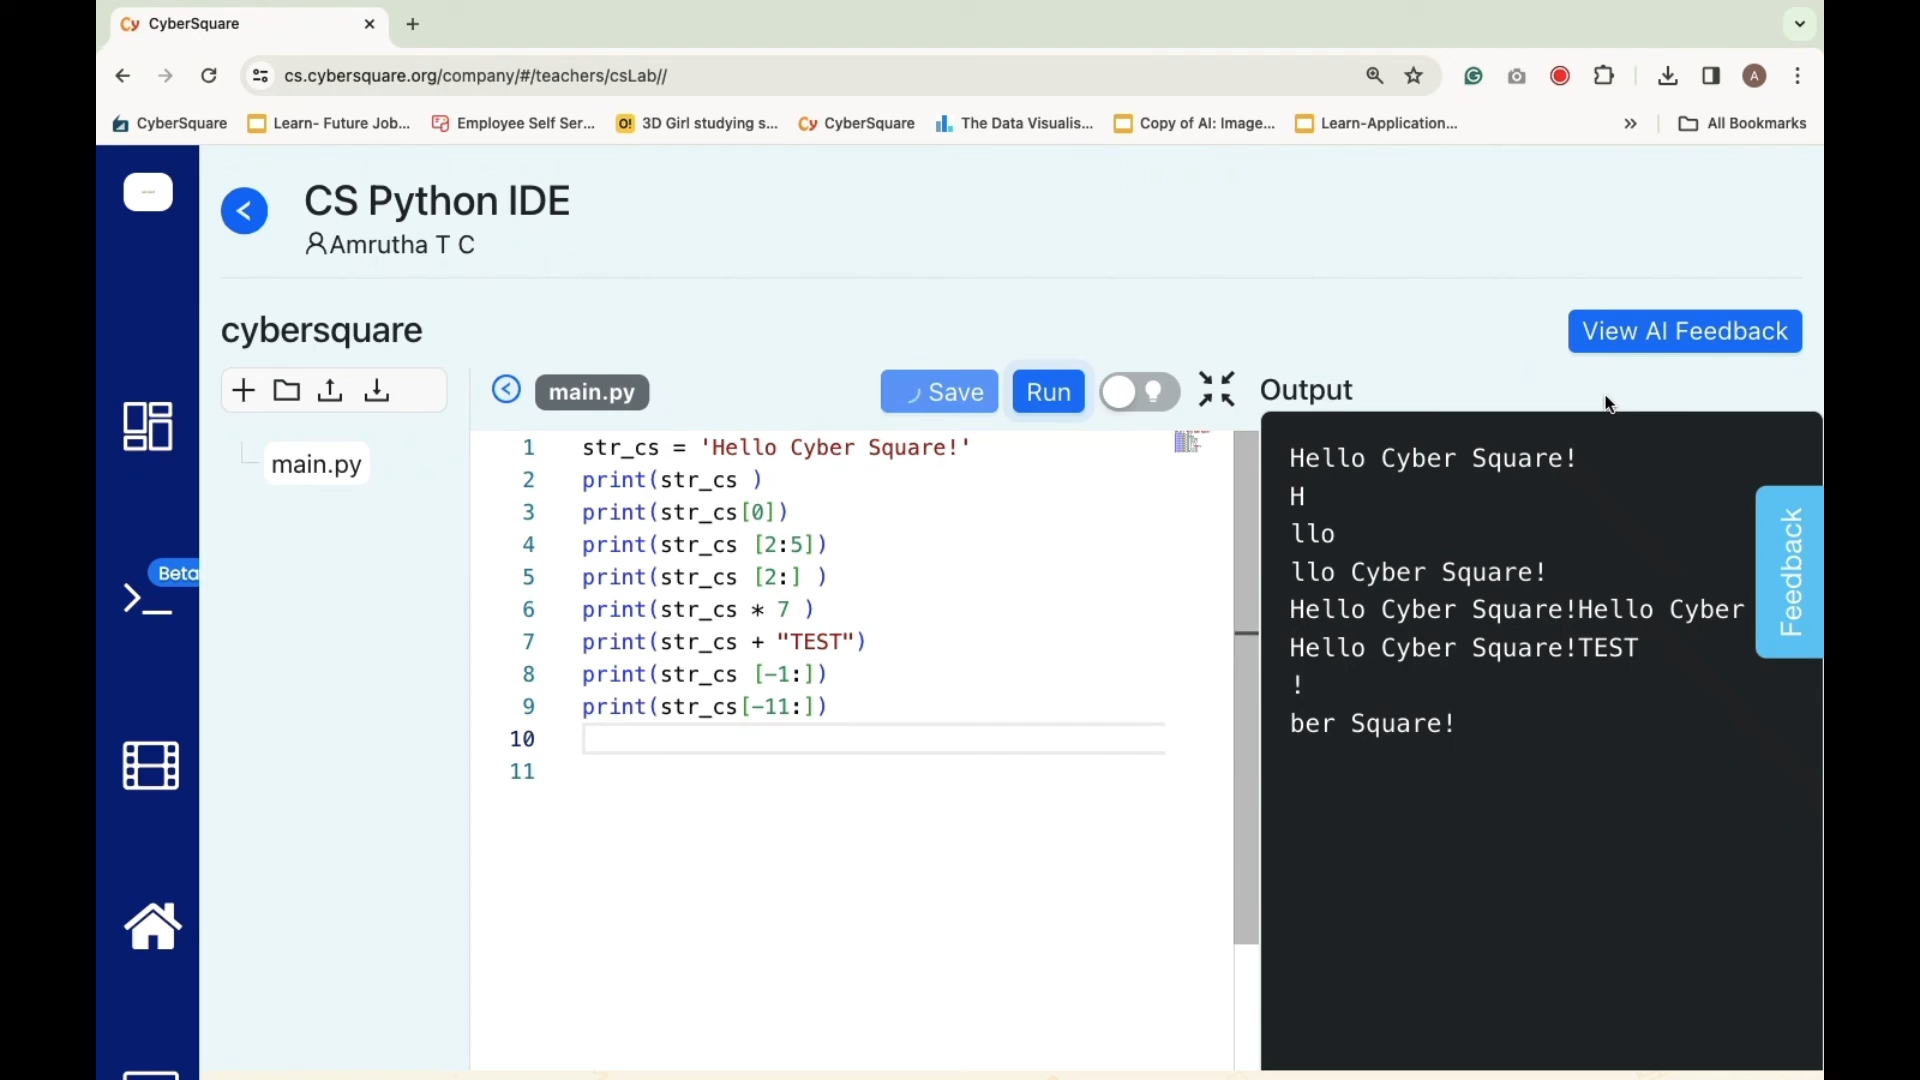 Cy CyberSquare
cs.cybersquare.org/company/#/teachers/csLab//
A
CyberSquare Learn- Future Job... Employee Self Ser... O! 3D Girl studying s... Cy CyberSquare The Data Visualis... Copy of AI: Image... Learn-Application... » All Bookmarks
CS Python IDE
Amrutha T C
cybersquare
View AI Feedback
main.py
Save
Run
Output
main.py
Beta
1 str_cs = 'Hello Cyber Square!'
2 print(str_cs )
3 print(str_cs[0])
4 print(str_cs [2:5])
5 print(str_cs [2:] )
6 print(str_cs * 7 )
7 print(str_cs + "TEST")
8 print(str_cs [-1:])
9 print(str_cs[-11:])
10
11
Hello Cyber Square!
H
llo
llo Cyber Square!
Hello Cyber Square!Hello Cyber
Hello Cyber Square!TEST
!
ber Square!
Feedback